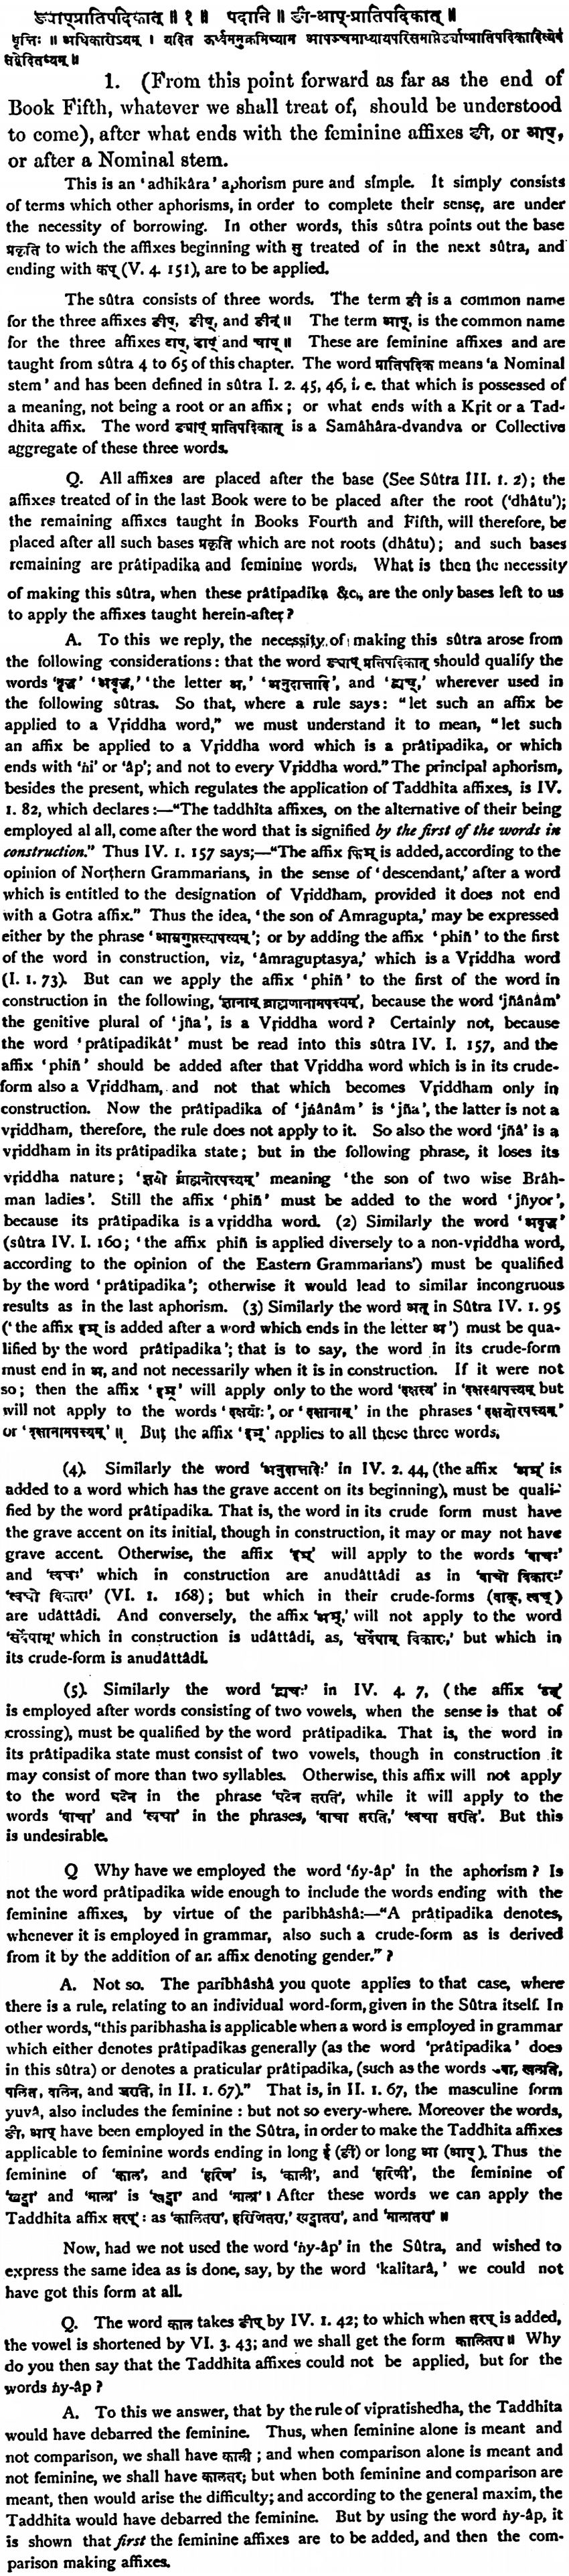 ङ्याप्प्रातिपदिकात् ॥ १ ॥ पदानि ॥ ङी-आप्-प्रातिपदिकात् ॥
वृत्तिः ॥ अधिकारोऽयम् । यदित ऊर्ध्वमनुक्रमिष्याम आपञ्चमाध्यायपरिसमाप्तेर्ङ्याप्प्रातिपदिकादित्येवं
तद्वेदितव्यम् ॥
1. (From this point forward as far as the end of
Book Fifth, whatever we shall treat of, should be understood
to come), after what ends with the feminine affixes ङी, or आप्,
or after a Nominal stem.
This is an 'adhikâra' aphorism pure and simple. It simply consists
of terms which other aphorisms, in order to complete their sense, are under
the necessity of borrowing. In other words, this sûtra points out the base
प्रकृति to wich the affixes beginning with सु treated of in the next sûtra, and
ending with कप् (V. 4. 151), are to be applied.
The sûtra consists of three words. The term ङी is a common name
for the three affixes ङीप्, ङीष्, and ङीन्॥ The term आप्, is the common name
for the three affixes टाप्, डाप् and चाप् ॥ These are feminine affixes and are
taught from sûtra 4 to 65 of this chapter. The word प्रातिपदिक means 'a Nominal
stem' and has been defined in sûtra I. 2. 45, 46, i. e. that which is possessed of
a meaning, not being a root or an affix; or what ends with a Kṛit or a Tad-
dhita affix. The word ङ्याप् प्रातिपदिकात् is a Samâhâra-dvandva or Collective
aggregate of these three words.
Q. All affixes are placed after the base (See Sûtra III. 1. 2); the
affixes treated of in the last Book were to be placed after the root ('dhâtu');
the remaining affixes taught in Books Fourth and Fifth, will therefore, be
placed after all such bases प्रकृति which are not roots (dhâtu); and such bases
remaining are prâtipadika and feminine words. What is then the necessity
of making this sûtra, when these prâtipadika &c., are the only bases left to us
to apply the affixes taught herein-after?
A. To this we reply, the necessity of making this sûtra arose from
the following considerations: that the word ङ्याप् प्रतिपदिकात् should qualify the
words 'वृद्ध' 'अवृद्ध,' 'the letter अ,' 'अनुदात्तादि', and 'द्व्यच्,' wherever used in
the following sûtras. So that, where a rule says: "let such an affix be
applied to a Vṛiddha word," we must understand it to mean, "let such
an affix be applied to a Vṛiddha word which is a prâtipadika, or which
ends with 'ṅi' or 'âp'; and not to every Vṛiddha word." The principal aphorism,
besides the present, which regulates the application of Taddhita affixes, is IV.
1. 82, which declares:—"The taddhita affixes, on the alternative of their being
employed al all, come after the word that is signified by the first of the words in
construction." Thus IV. 1. 157 says;—"The affix फिञ् is added, according to the
opinion of Northern Grammarians, in the sense of 'descendant,' after a word
which is entitled to the designation of Vṛiddham, provided it does not end
with a Gotra affix." Thus the idea, 'the son of Amragupta,' may be expressed
either by the phrase 'आम्रगुप्तस्यापत्यम्'; or by adding the affix 'phiñ' to the first
of the word in construction, viz, 'âmraguptasya,' which is a Vṛiddha word
(I. 1. 73). But can we apply the affix 'phiñ' to the first of the word in
construction in the following, 'ज्ञानाम् ब्राह्मणानामपत्यम्', because the word 'jñânâm'
the genitive plural of 'jña', is a Vṛiddha word? Certainly not, because
the word 'prâtipadikât' must be read into this sûtra IV. I. 157, and the
affix 'phiñ' should be added after that Vṛiddha word which is in its crude-
form also a Vṛiddham, and not that which becomes Vṛiddham only in
construction. Now the prâtipadika of 'jñânâm' is 'jña', the latter is not a
vṛiddham, therefore, the rule does not apply to it. So also the word 'jñâ' is a
vṛiddham in its prâtipadika state; but in the following phrase, it loses its
vṛiddha nature; 'ज्ञयो र्ब्राह्मनोरपत्यम्' meaning 'the son of two wise Brâh-
man ladies'. Still the affix 'phiñ' must be added to the word 'jñyor',
because its prâtipadika is a vṛiddha word. (2) Similarly the word 'अवृद्ध'
(sûtra IV. I. 160; 'the affix phiñ is applied diversely to a non-vṛiddha word,
according to the opinion of the Eastern Grammarians') must be qualified
by the word 'prâtipadika'; otherwise it would lead to similar incongruous
results as in the last aphorism. (3) Similarly the word अत् in Sûtra IV. 1. 95
('the affix इञ् is added after a word which ends in the letter अ') must be qua-
lified by the word prâtipadika'; that is to say, the word in its crude-form
must end in अ, and not necessarily when it is in construction. If it were not
so; then the affix 'इञ्' will apply only to the word 'दक्षस्य' in 'दक्षस्यापत्यम् but
will not apply to the words 'दक्षयोः', or 'दक्षानाम्' in the phrases 'दक्षयोरपत्यम्'
or 'दक्षानामपत्यम्' ॥ But the affix 'इञ्' applies to all these three words.
(4). Similarly the word 'अनुदात्तादेः' in IV. 2. 44, (the affix 'अञ्' is
added to a word which has the grave accent on its beginning), must be quali-
fied by the word prâtipadika. That is, the word in its crude form must have
the grave accent on its initial, though in construction, it may or may not have
grave accent. Otherwise, the affix 'इञ्' will apply to the words 'वाचः'
and 'त्वचः' which in construction are anudâttâdi as in 'वाचो विकारः'
'त्वचो विकारः' (VI. 1. 168); but which in their crude-forms (वाक्, त्वच्)
are udâttâdi. And conversely, the affix 'अञ्,' will not apply to the word
'सर्वेषाम्' which in construction is udâttâdi, as, 'सर्वेषाम् विकारः,' but which in
its crude-form is anudâttâdi.
(5). Similarly the word 'द्व्यचः' in IV. 4. 7, (the affix 'ठन्'
is employed after words consisting of two vowels, when the sense is that of
crossing), must be qualified by the word prâtipadika. That is, the word in
its prâtipadika state must consist of two vowels, though in construction it
may consist of more than two syllables. Otherwise, this affix will not apply
to the word घटेन in the phrase 'घटेन तरति', while it will apply to the
words 'वाचा' and 'त्वचा' in the phrases, 'वाचा तरति,' 'त्वचा तरति'. But this
is undesirable.
Q Why have we employed the word 'ṅy-âp' in the aphorism? Is
not the word prâtipadika wide enough to include the words ending with the
feminine affixes, by virtue of the paribhâshâ:—"A prâtipadika denotes,
whenever it is employed in grammar, also such a crude-form as is derived
from it by the addition of an affix denoting gender."?
A. Not so. The paribhâshâ you quote applies to that case, where
there is a rule, relating to an individual word-form, given in the Sûtra itself. In
other words, "this paribhasha is applicable when a word is employed in grammar
which either denotes prâtipadikas generally (as the word 'prâtipadika' does
in this sûtra) or denotes a praticular prâtipadika, (such as the words खलति,
पलित, वलिन, and जरति, in II. 1. 67)." That is, in II. 1. 67, the masculine form
yuvâ, also includes the feminine: but not so every-where. Moreover the words,
ङी, आप् have been employed in the Sûtra, in order to make the Taddhita affixes
applicable to feminine words ending in long ई (ङीं) or long आ (आप्). Thus the
feminine of 'काल', and 'हरिण' is, 'काली', and 'हरिणी', the feminine of
'खट्वा' and 'माला' is 'खट्वा' and 'माला'। After these words we can apply the
Taddhita affix तरप्': as 'कालितरा', हरिणितरा,' खट्वातरा', and 'मालातरा' ॥
Now, had we not used the word 'ṅy-âp' in the Sûtra, and wished to
express the same idea as is done, say, by the word 'kalitarâ,' we could not
have got this form at all.
Q. The word काल takes ङीप् by IV. 1. 42; to which when तरप् is added,
the vowel is shortened by VI. 3. 43; and we shall get the form कालितरा॥ Why
do you then say that the Taddhita affixes could not be applied, but for the
words ṅy-âp?
A. To this we answer, that by the rule of vipratishedha, the Taddhita
would have debarred the feminine. Thus, when feminine alone is meant and
not comparison, we shall have काली; and when comparison alone is meant and
not feminine, we shall have कालतर; but when both feminine and comparison are
meant, then would arise the difficulty; and according to the general maxim, the
Taddhita would have debarred the feminine. But by using the word ṅy-âp, it
is shown that first the feminine affixes are to be added, and then the com-
parison making affixes.